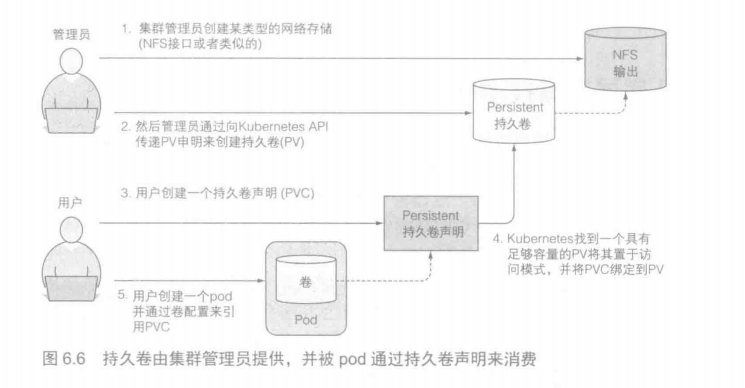 管理员
1. 集群管理员创建某类型的网络存储
(NFS接口或者类似的)
NFS
输出
Persistent
持久卷
2. 然后管理员通过向Kubernetes API
传递PV申明来创建持久卷(PV)
3. 用户创建一个持久卷声明 (PVC)
用户
Persistent
持久卷声明
4. Kubernetes找到一个具有
足够容量的PV将其置于访
问模式，并将PVC绑定到PV
卷
Pod
5. 用户创建一个pod
并通过卷配置来引
用PVC
图 6.6 持久卷由集群管理员提供，并被 pod 通过持久卷声明来消费